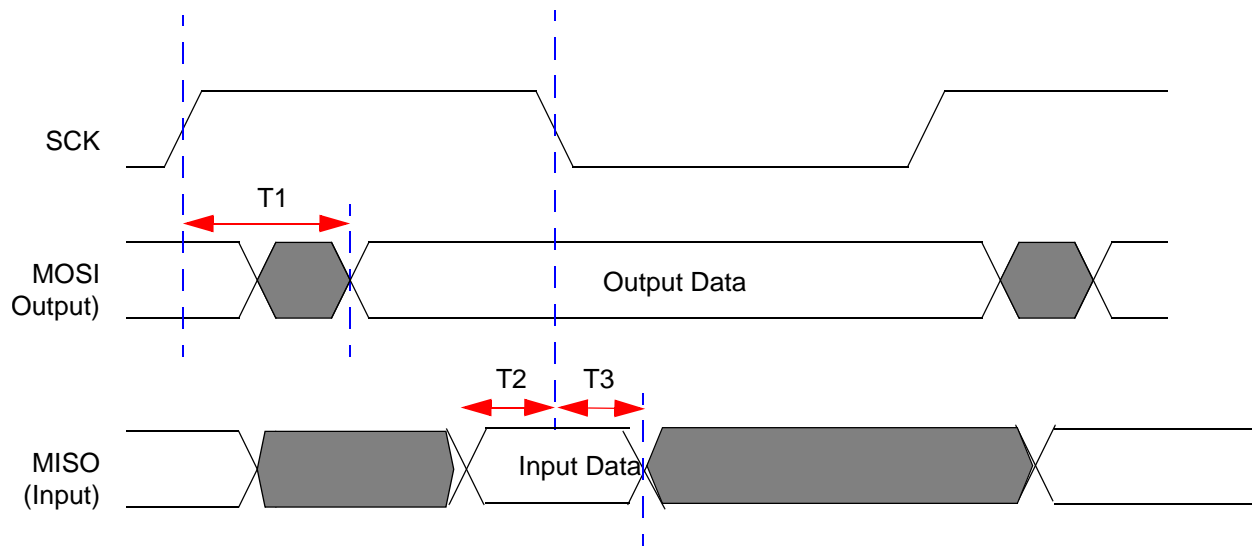 SCK
T1
MOSI
Output)
Output Data
T2
T3
MISO
(Input)
Input Data